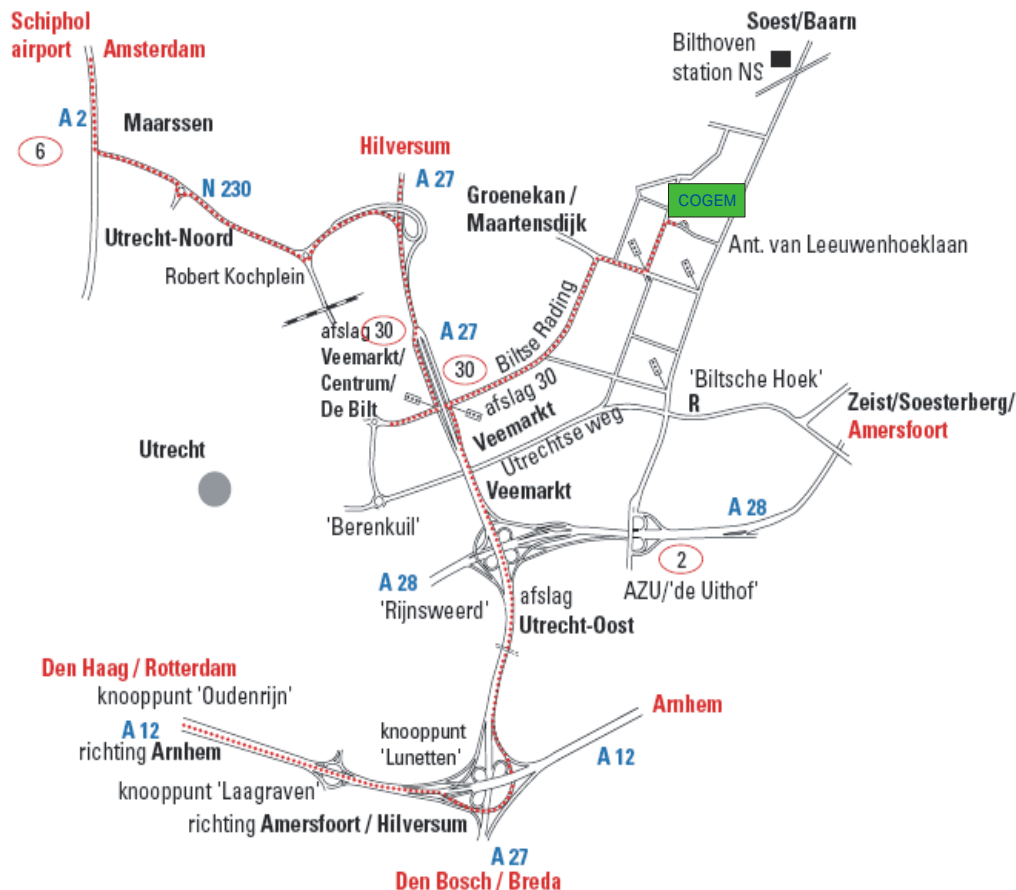 Schiphol
airport
Amsterdam
Soest/Baarn
Bilthoven
station NS
A 2
Maarssen
6
Hilversum
A 27
N 230
Groenekan /
Maartensdijk
COGEM
Utrecht-Noord
Ant. van Leeuwenhoeklaan
Robert Kochplein
afslag 30
Veemarkt/
Centrum/
De Bilt
A 27
30
Biltse Rading
afslag 30
Veemarkt
'Biltsche Hoek'
R
Zeist/Soesterberg/
Amersfoort
Utrechtse weg
Utrecht
Veemarkt
'Berenkuil'
A 28
2
A 28
'Rijnsweerd'
AZU/'de Uithof'
afslag
Utrecht-Oost
Den Haag / Rotterdam
knooppunt 'Oudenrijn'
A 12
richting Arnhem
knooppunt
'Lunetten'
Arnhem
A 12
knooppunt 'Laagraven'
richting Amersfoort / Hilversum
A 27
Den Bosch / Breda